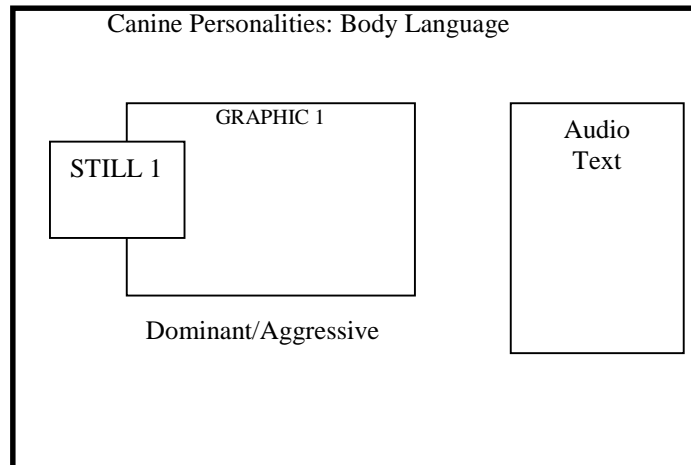 Canine Personalities: Body Language
GRAPHIC 1
STILL 1
Audio
Text
Dominant/Aggressive